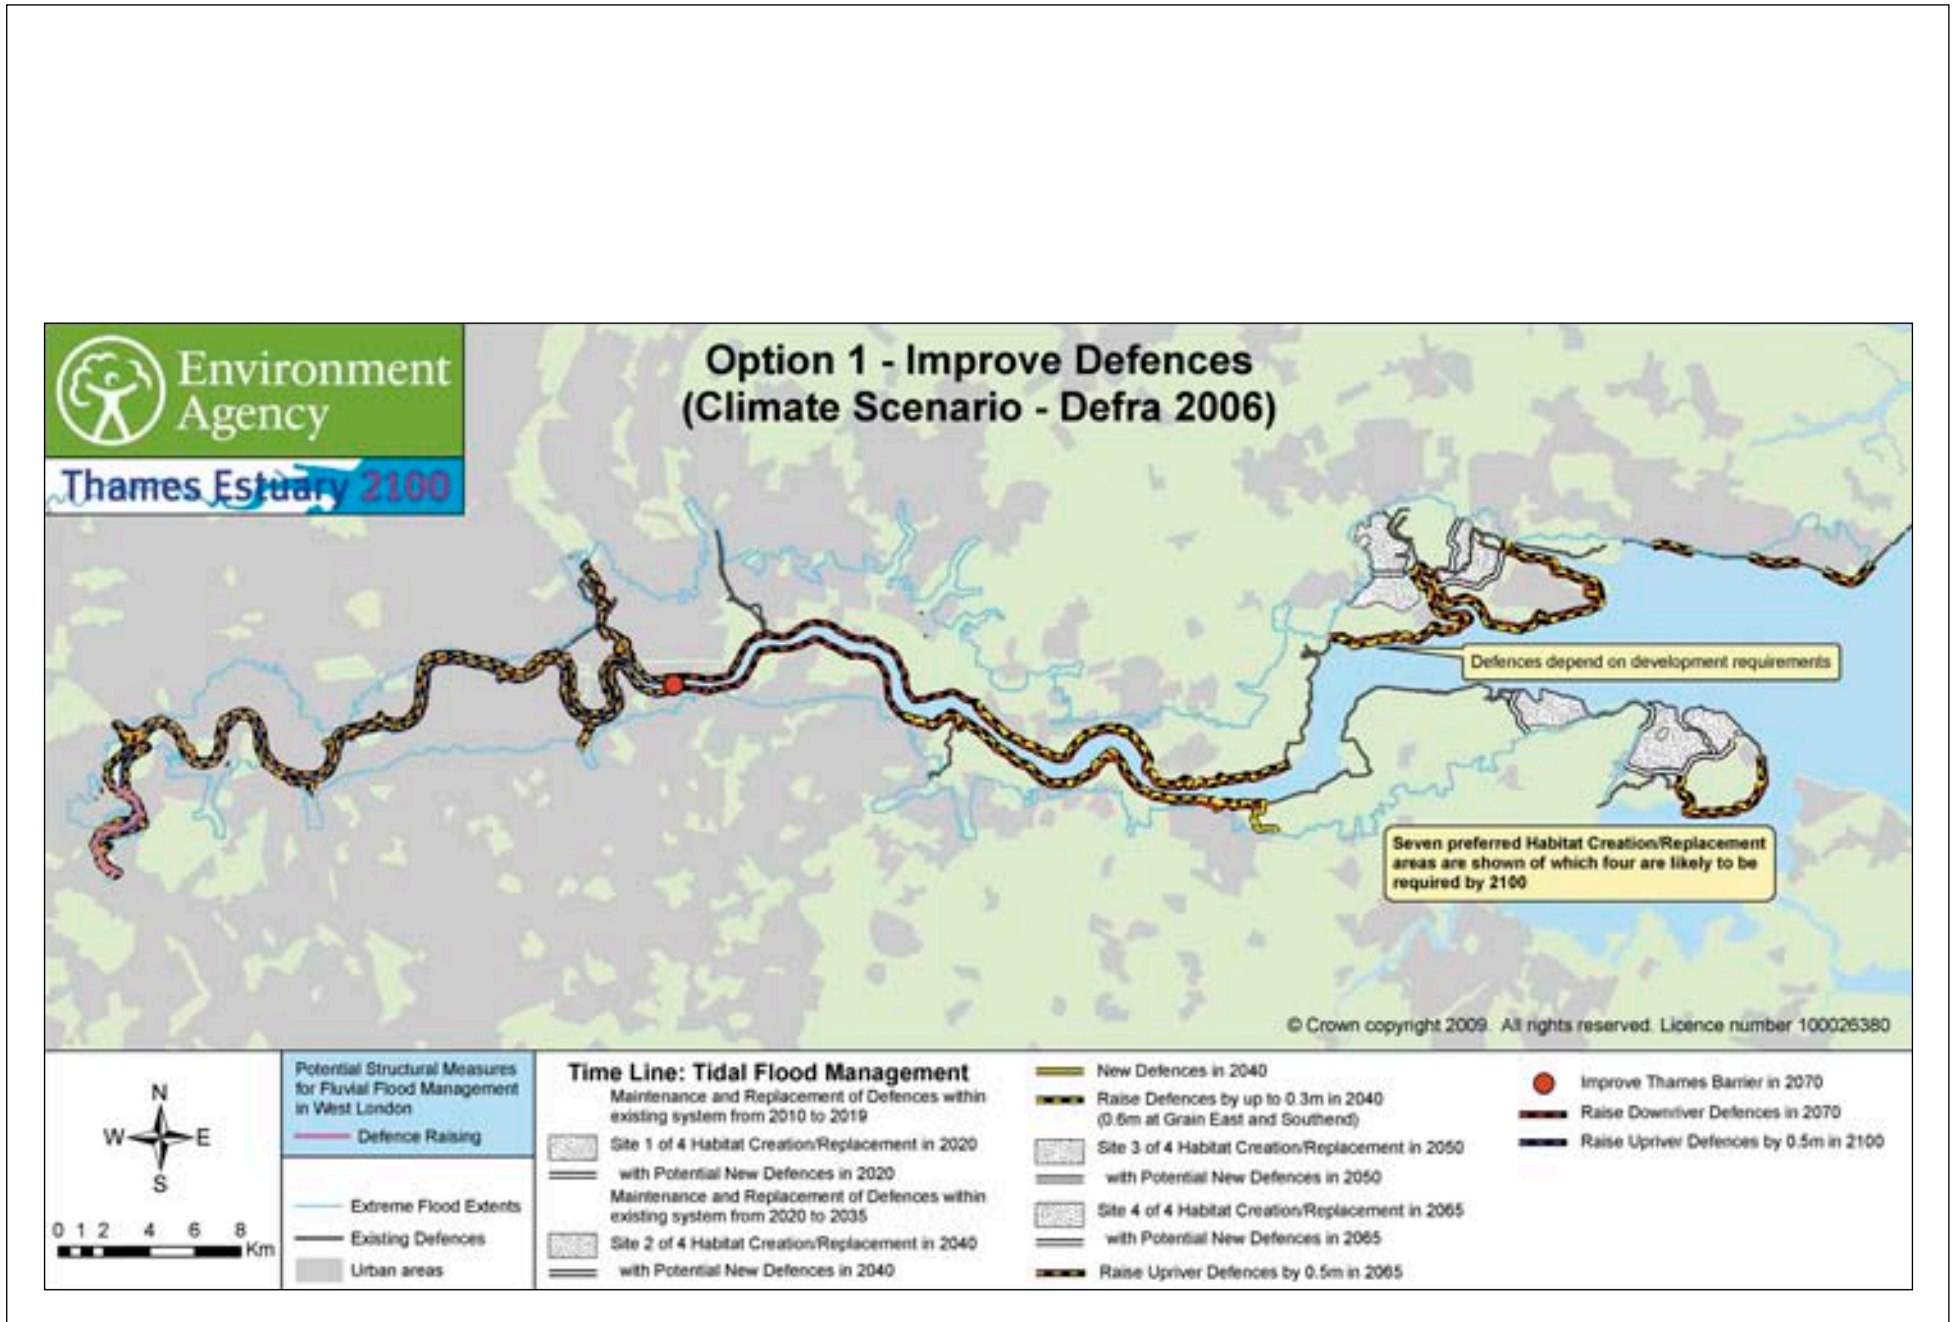 Environment
Agency
Thames Estuary 2100
Option 1 - Improve Defences
(Climate Scenario - Defra 2006)
Defences depend on development requirements
Seven preferred Habitat Creation/Replacement
areas are shown of which four are likely to be
required by 2100
© Crown copyright 2009. All rights reserved. Licence number 100026380
N
W E
S
0 1 2 4 6 8
Km
Potential Structural Measures
for Fluvial Flood Management
in West London
Defence Raising
Extreme Flood Extents
Existing Defences
Urban areas
Time Line: Tidal Flood Management
Maintenance and Replacement of Defences within
existing system from 2010 to 2019
Site 1 of 4 Habitat Creation/Replacement in 2020
with Potential New Defences in 2020
Maintenance and Replacement of Defences within
existing system from 2020 to 2035
Site 2 of 4 Habitat Creation/Replacement in 2040
with Potential New Defences in 2040
New Defences in 2040
Raise Defences by up to 0.3m in 2040
(0.6m at Grain East and Southend)
Site 3 of 4 Habitat Creation/Replacement in 2050
with Potential New Defences in 2050
Site 4 of 4 Habitat Creation/Replacement in 2065
with Potential New Defences in 2065
Raise Upriver Defences by 0.5m in 2065
Improve Thames Barrier in 2070
Raise Downriver Defences in 2070
Raise Upriver Defences by 0.5m in 2100